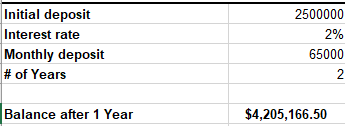 Initial deposit 2500000
Interest rate 2%
Monthly deposit 65000
# of Years 2
Balance after 1 Year $4,205,166.50